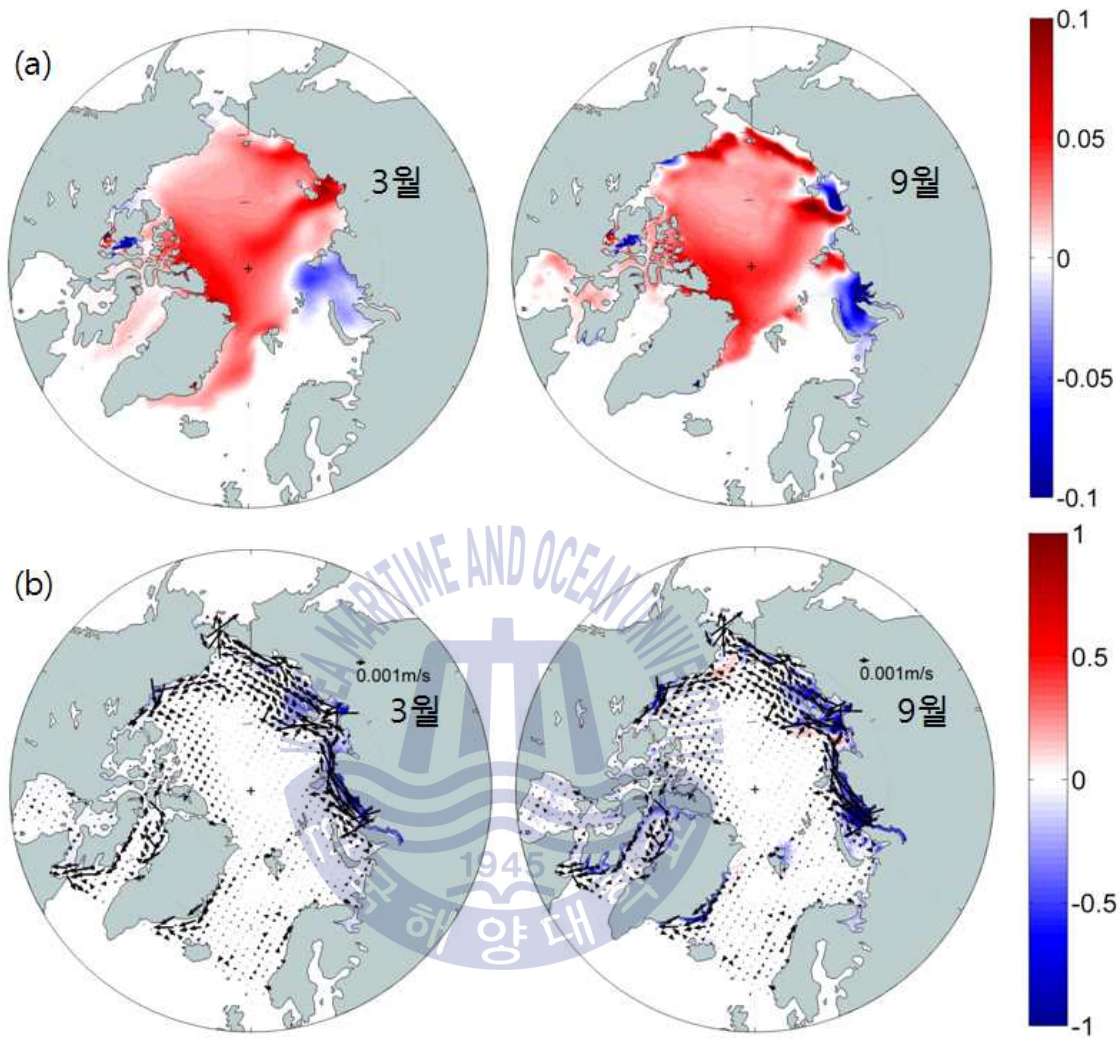 (a)
3월
9월
0.1
0.05
0
-0.05
-0.1
(b)
0.001m/s
3월
0.001m/s
9월
1
0.5
0
-0.5
-1
KOREA MARITIME AND OCEAN UNIVERSITY
1945
해양대